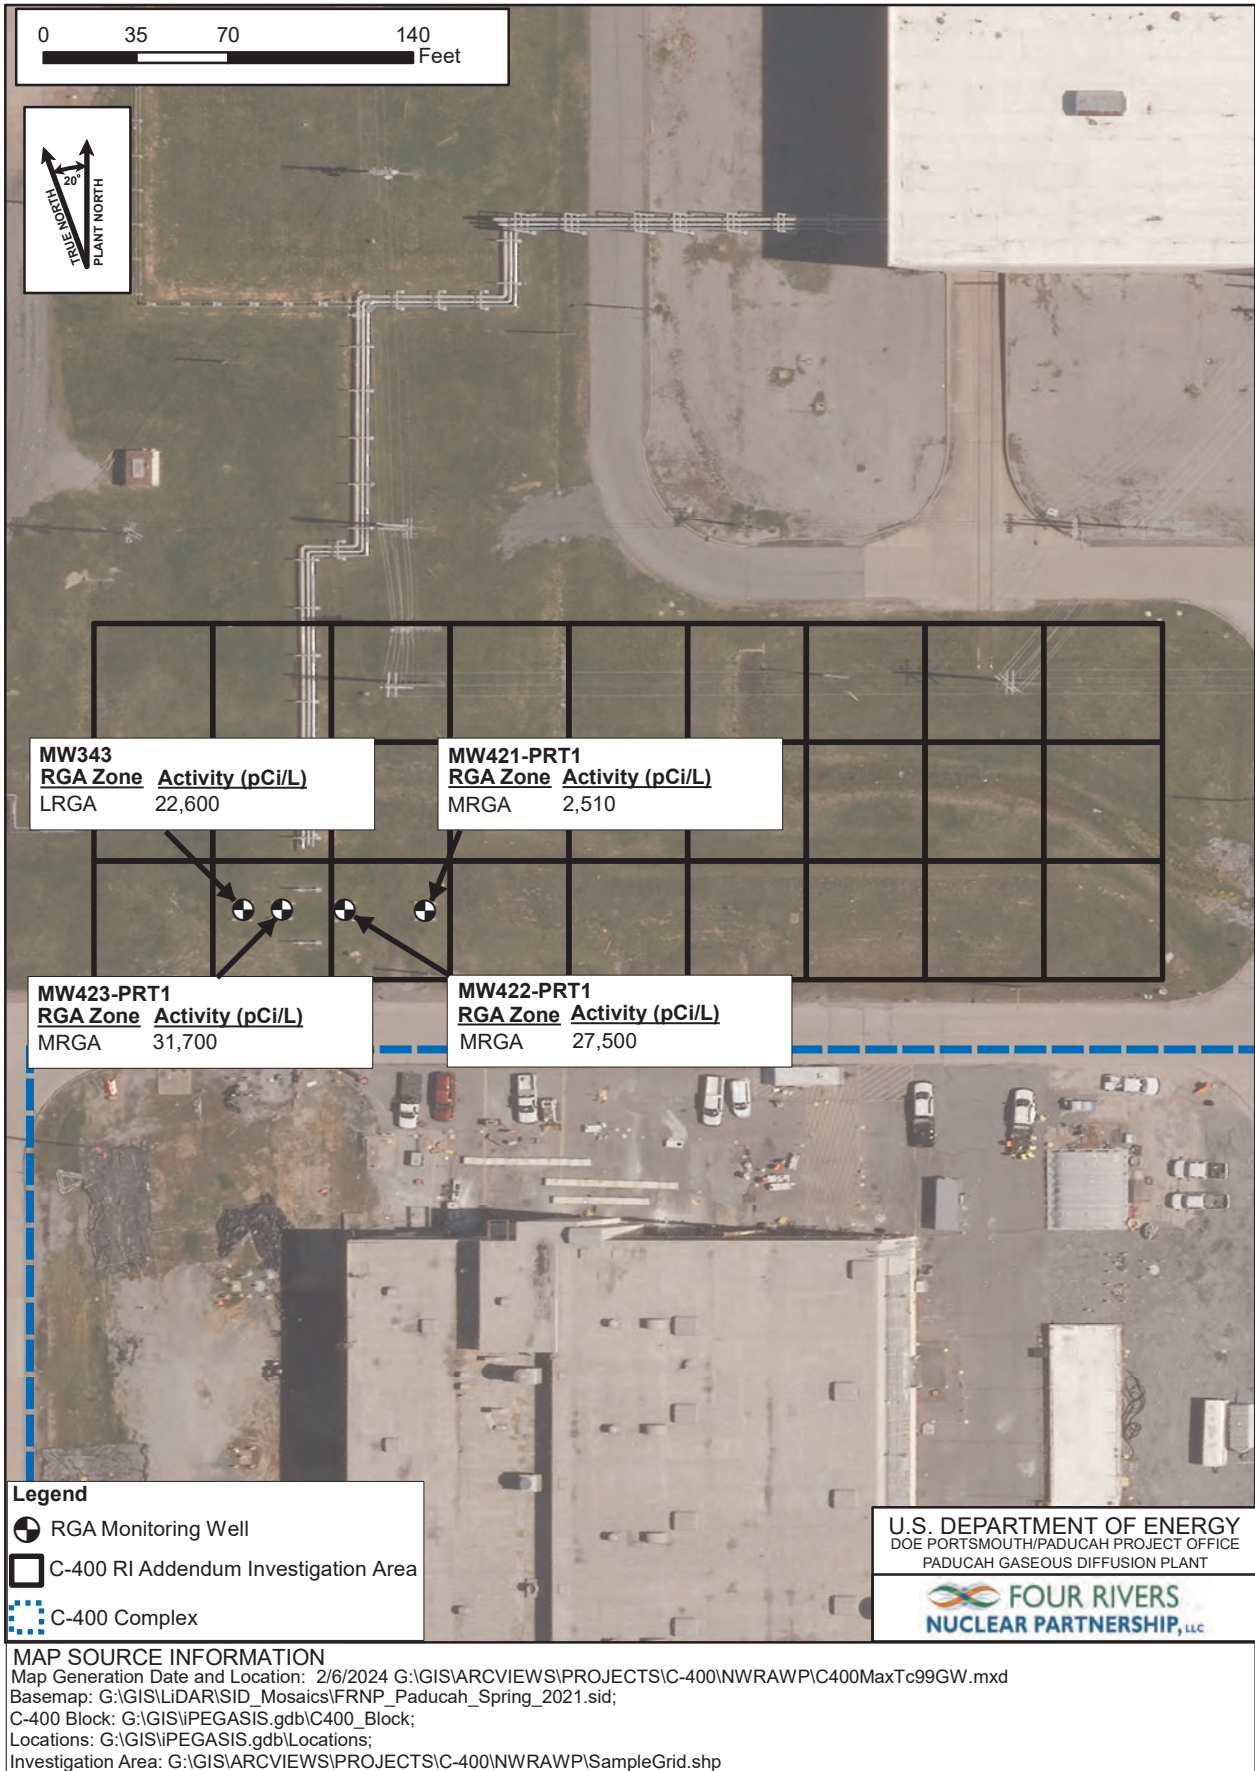 0 35 70 140
Feet
20°
TRUE NORTH
PLANT NORTH
MW343
RGA Zone Activity (pCi/L)
LRGA 22,600
MW421-PRT1
RGA Zone Activity (pCi/L)
MRGA 2,510
MW423-PRT1
RGA Zone Activity (pCi/L)
MRGA 31,700
MW422-PRT1
RGA Zone Activity (pCi/L)
MRGA 27,500
Legend
RGA Monitoring Well
C-400 RI Addendum Investigation Area
C-400 Complex
U.S. DEPARTMENT OF ENERGY
DOE PORTSMOUTH/PADUCAH PROJECT OFFICE
PADUCAH GASEOUS DIFFUSION PLANT
FOUR RIVERS
NUCLEAR PARTNERSHIP, LLC
MAP SOURCE INFORMATION
Map Generation Date and Location: 2/6/2024 G:\GIS\ARCVIEWS\PROJECTS\C-400\NWRAWP\C400MaxTc99GW.mxd
Basemap: G:\GIS\LiDAR\SID_Mosaics\FRNP_Paducah_Spring_2021.sid;
C-400 Block: G:\GIS\iPEGASIS.gdb\C400_Block;
Locations: G:\GIS\iPEGASIS.gdb\Locations;
Investigation Area: G:\GIS\ARCVIEWS\PROJECTS\C-400\NWRAWP\SampleGrid.shp